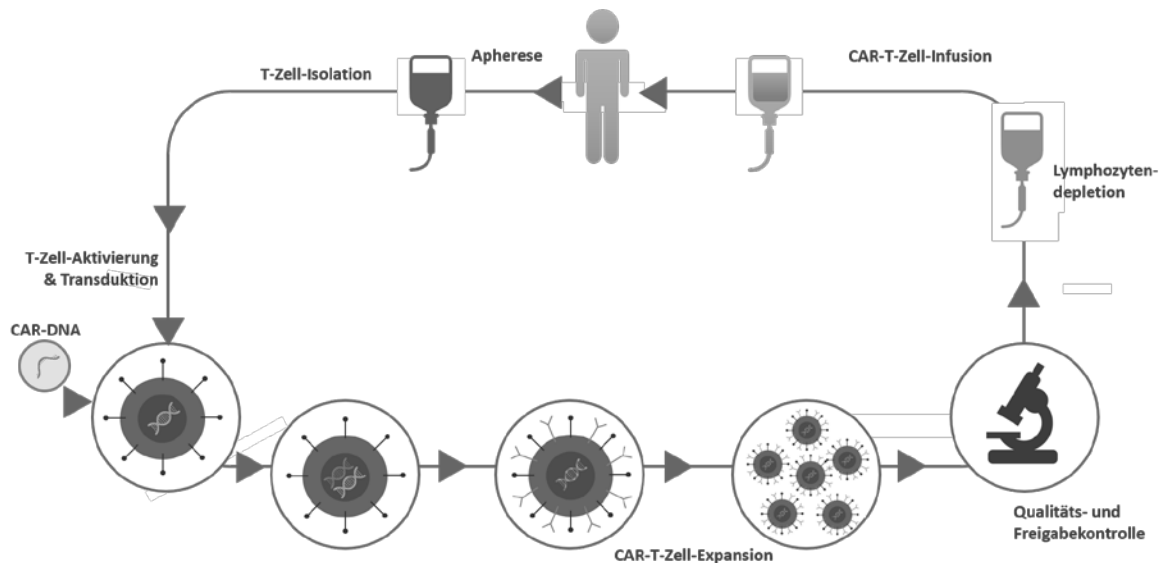 Apherese
CAR-T-Zell-Infusion
T-Zell-Isolation
Lymphozyten-
depletion
T-Zell-Aktivierung
& Transduktion
CAR-DNA
Qualitäts- und
Freigabekontrolle
CAR-T-Zell-Expansion